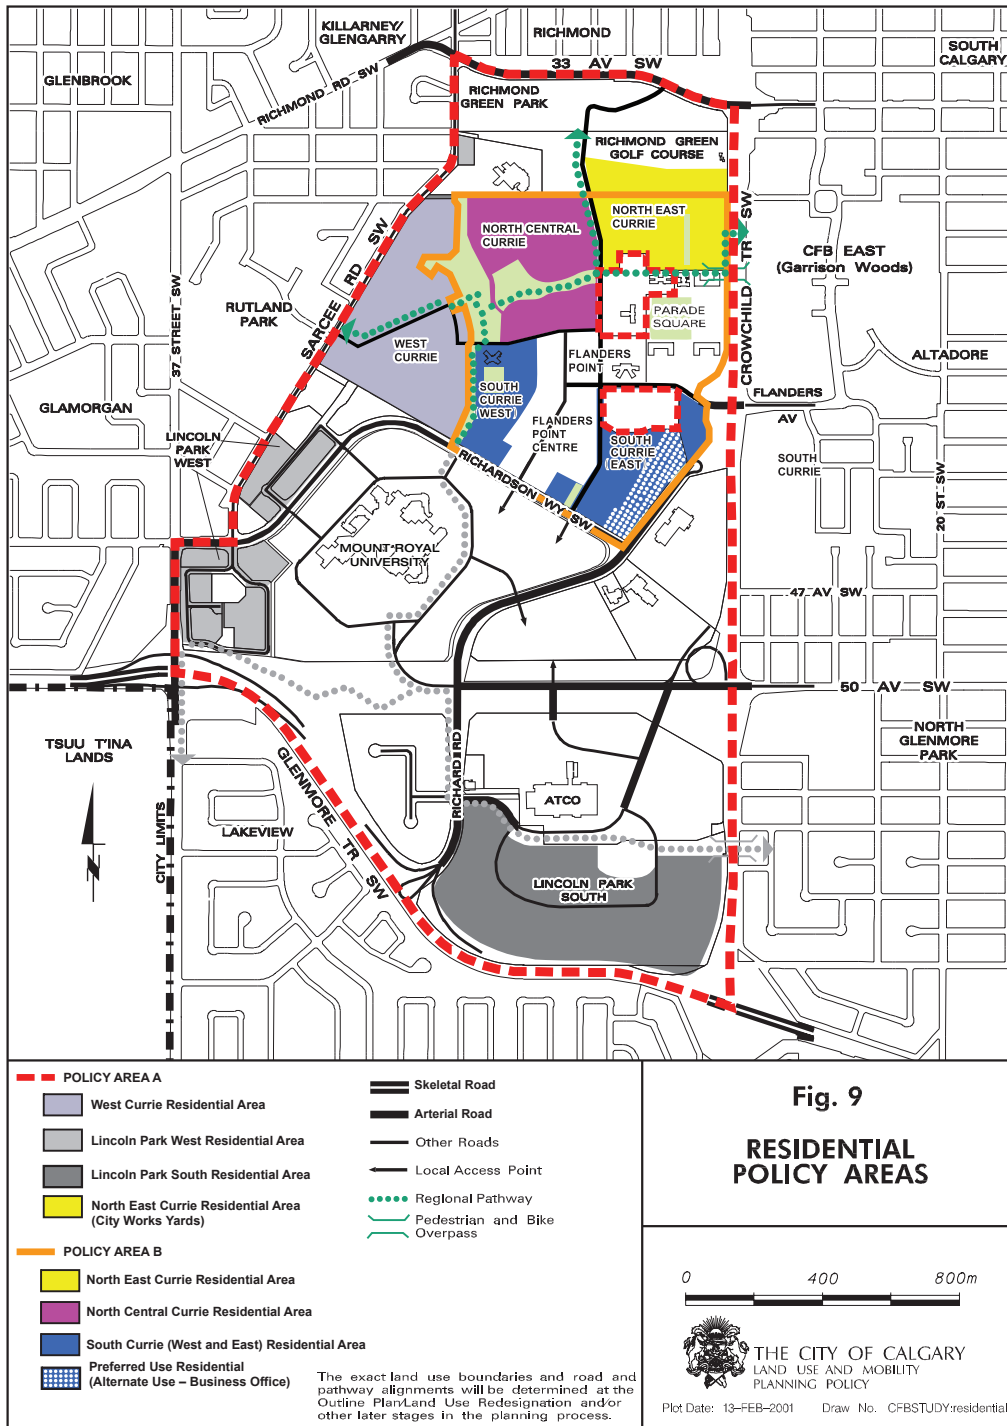 KILLARNEY/
GLENGARRY
RICHMOND
SOUTH
CALGARY
GLENBROOK
RICHMOND RD SW
33 AV SW
RICHMOND
GREEN PARK
RICHMOND GREEN
GOLF COURSE
NORTH EAST
CURRIE
NORTH CENTRAL
CURRIE
CROWCHILD TR SW
CFB EAST
(Garrison Woods)
SARCEE RD SW
37 STREET SW
RUTLAND
PARK
PARADE
SQUARE
WEST
CURRIE
FLANDERS
POINT
ALTADORE
SOUTH
CURRIE
WEST
FLANDERS
AV
GLAMORGAN
LINCOLN
PARK
WEST
FLANDERS
POINT
CENTRE
SOUTH
CURRIE
EAST
SOUTH
CURRIE
RICHARDSON WY SW
20 ST SW
MOUNT ROYAL
UNIVERSITY
47 AV SW
50 AV SW
TSUU T'INA
LANDS
NORTH
GLENMORE
PARK
GLENMORE TR SW
RICHARD RD
ATCO
CITY LIMITS
LAKEVIEW
LINCOLN PARK
SOUTH
POLICY AREA A
West Currie Residential Area
Lincoln Park West Residential Area
Lincoln Park South Residential Area
North East Currie Residential Area
(City Works Yards)
POLICY AREA B
North East Currie Residential Area
North Central Currie Residential Area
South Currie (West and East) Residential Area
Preferred Use Residential
(Alternate Use – Business Office)
Skeletal Road
Arterial Road
Other Roads
Local Access Point
Regional Pathway
Pedestrian and Bike
Overpass
The exact land use boundaries and road and
pathway alignments will be determined at the
Outline Plan/Land Use Redesignation and/or
other later stages in the planning process.
Fig. 9
RESIDENTIAL
POLICY AREAS
0 400 800m
THE CITY OF CALGARY
LAND USE AND MOBILITY
PLANNING POLICY
Plot Date: 13-FEB-2001 Draw No. CFBSTUDY:residential